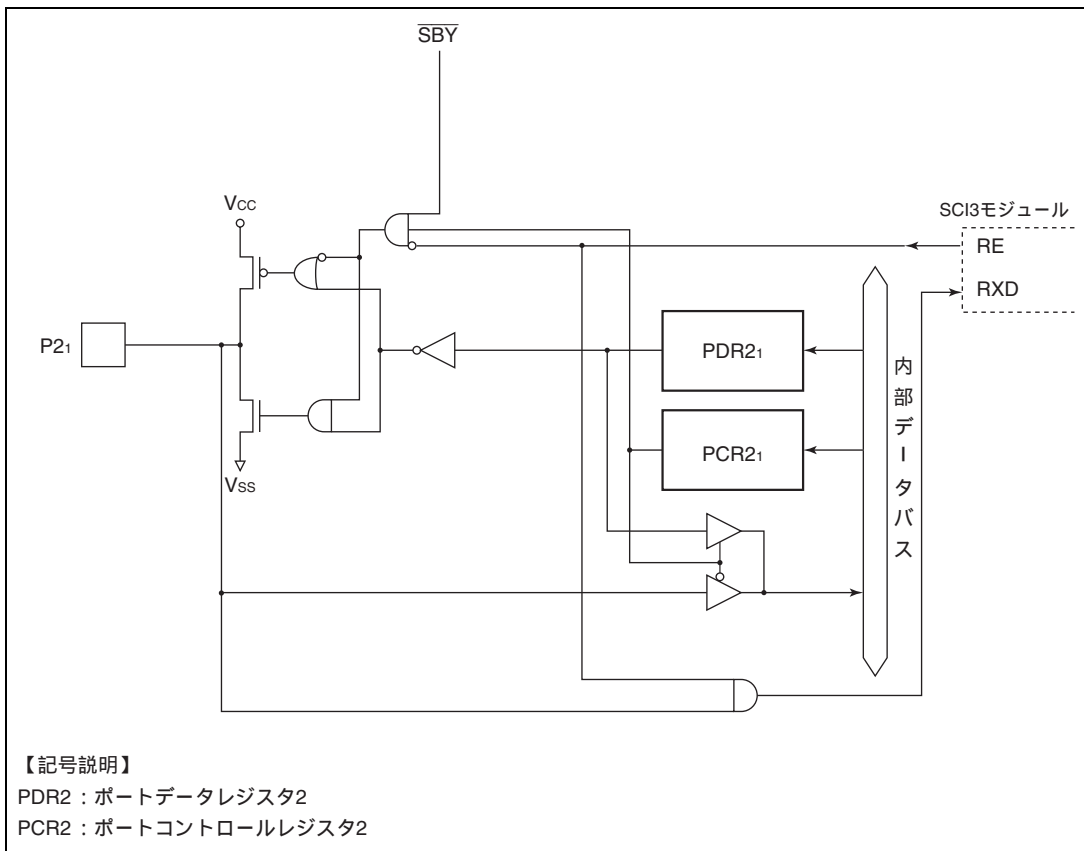 SBY
VCC
SCI3モジュール
RE
RXD
P21
PDR21
PCR21
内部データバス
VSS
【記号説明】
PDR2：ポートデータレジスタ2
PCR2：ポートコントロールレジスタ2